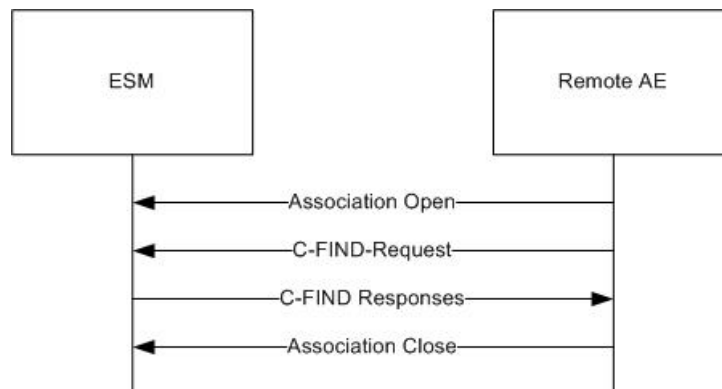 ESM
Remote AE
Association Open
C-FIND-Request
C-FIND Responses
Association Close